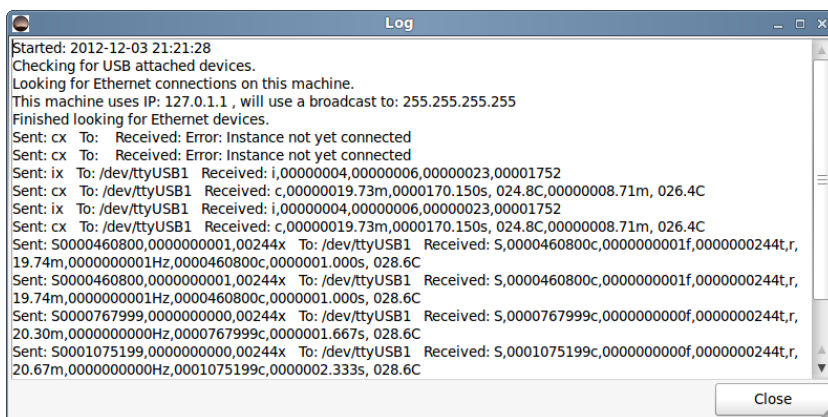 Log
Started: 2012-12-03 21:21:28
Checking for USB attached devices.
Looking for Ethernet connections on this machine.
This machine uses IP: 127.0.1.1 , will use a broadcast to: 255.255.255.255
Finished looking for Ethernet devices.
Sent: cx   To:    Received: Error: Instance not yet connected
Sent: cx   To:    Received: Error: Instance not yet connected
Sent: ix   To: /dev/ttyUSB1   Received: i,00000004,00000006,00000023,00001752
Sent: cx   To: /dev/ttyUSB1   Received: c,00000019.73m,0000170.150s, 024.8C,00000008.71m, 026.4C
Sent: ix   To: /dev/ttyUSB1   Received: i,00000004,00000006,00000023,00001752
Sent: cx   To: /dev/ttyUSB1   Received: c,00000019.73m,0000170.150s, 024.8C,00000008.71m, 026.4C
Sent: S0000460800,0000000001,00244x   To: /dev/ttyUSB1   Received: S,0000460800c,0000000001f,0000000244t,r,
19.74m,0000000001Hz,0000460800c,0000001.000s, 028.6C
Sent: S0000460800,0000000001,00244x   To: /dev/ttyUSB1   Received: S,0000460800c,0000000001f,0000000244t,r,
19.74m,0000000001Hz,0000460800c,0000001.000s, 028.6C
Sent: S0000767999,0000000000,00244x   To: /dev/ttyUSB1   Received: S,0000767999c,0000000000f,0000000244t,r,
20.30m,0000000000Hz,0000767999c,0000001.667s, 028.6C
Sent: S0001075199,0000000000,00244x   To: /dev/ttyUSB1   Received: S,0001075199c,0000000000f,0000000244t,r,
20.67m,0000000000Hz,0001075199c,0000002.333s, 028.6C
Close